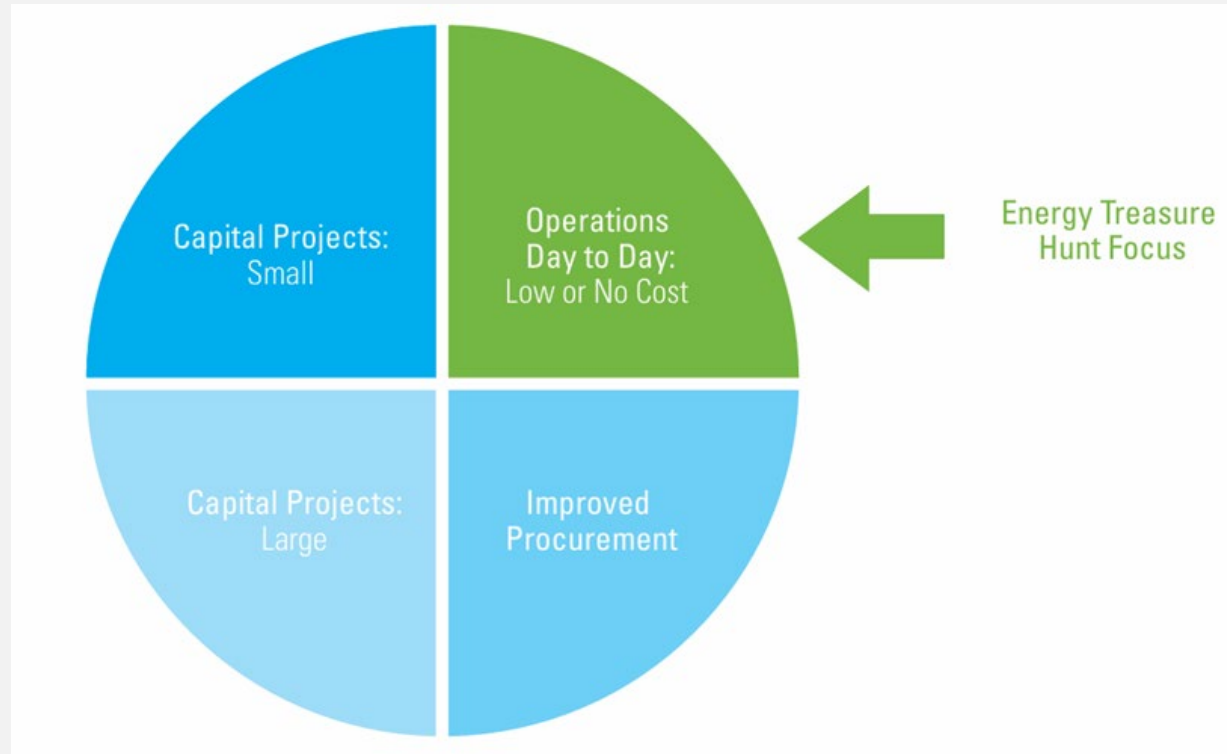 Capital Projects:
Small
Operations
Day to Day:
Low or No Cost
Energy Treasure
Hunt Focus
Capital Projects:
Large
Improved
Procurement